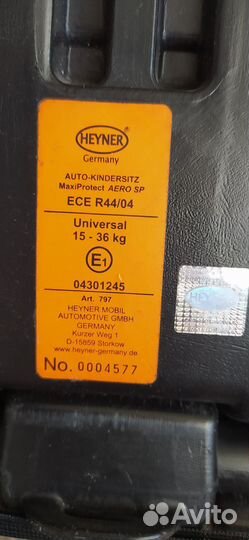 HEYNER
Germany
AUTO-KINDERSITZ
MaxiProtect AERO SP
ECE R44/04
Universal
15 - 36 kg
E1
04301245
Art. 797
HEYNER MOBIL
AUTOMOTIVE GMBH
GERMANY
Kurzer Weg 1
D-15859 Storkow
www.heyner-germany.de
No. 0004577
HEYNER
Avito